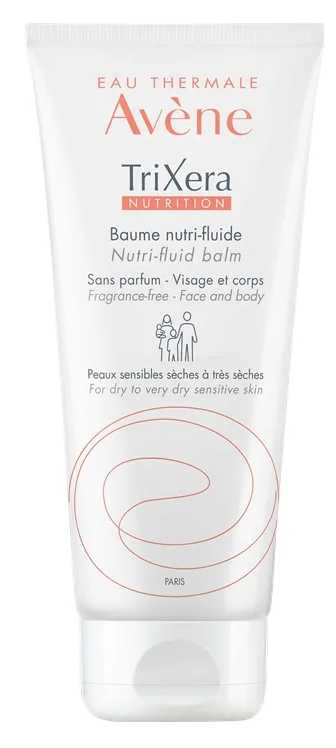 EAU THERMALE
Avène
TriXera
NUTRITION
Baume nutri-fluide
Nutri-fluid balm
Sans parfum - Visage et corps
Fragrance-free - Face and body
Peaux sensibles sèches à très sèches
For dry to very dry sensitive skin
PARIS